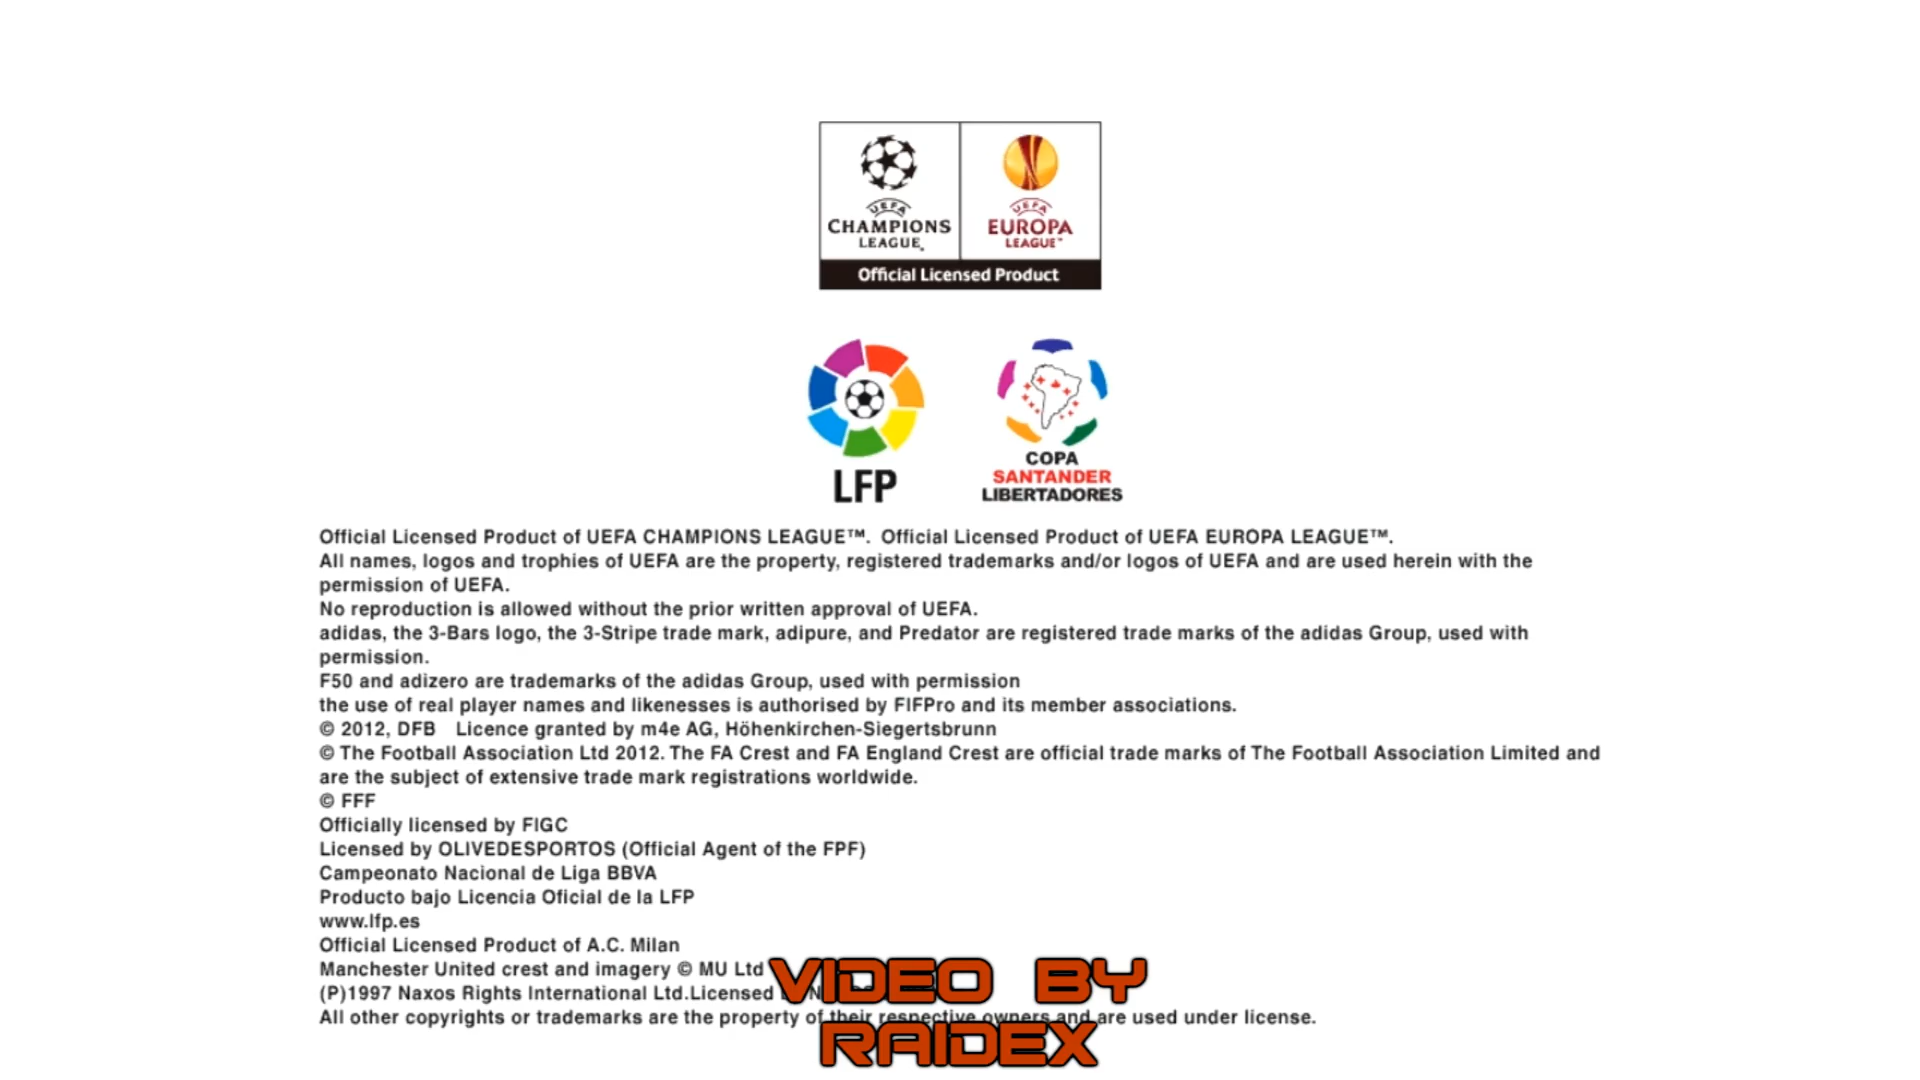 UEFA
CHAMPIONS
LEAGUE®
UEFA
EUROPA
LEAGUE™
Official Licensed Product
LFP
COPA
SANTANDER
LIBERTADORES
Official Licensed Product of UEFA CHAMPIONS LEAGUE™. Official Licensed Product of UEFA EUROPA LEAGUE™.
All names, logos and trophies of UEFA are the property, registered trademarks and/or logos of UEFA and are used herein with the
permission of UEFA.
No reproduction is allowed without the prior written approval of UEFA.
adidas, the 3-Bars logo, the 3-Stripe trade mark, adipure, and Predator are registered trade marks of the adidas Group, used with
permission.
F50 and adizero are trademarks of the adidas Group, used with permission
the use of real player names and likenesses is authorised by FIFPro and its member associations.
© 2012, DFB Licence granted by m4e AG, Höhenkirchen-Siegertsbrunn
© The Football Association Ltd 2012. The FA Crest and FA England Crest are official trade marks of The Football Association Limited and
are the subject of extensive trade mark registrations worldwide.
© FFF
Officially licensed by FIGC
Licensed by OLIVEDESPORTOS (Official Agent of the FPF)
Campeonato Nacional de Liga BBVA
Producto bajo Licencia Oficial de la LFP
www.lfp.es
Official Licensed Product of A.C. Milan
Manchester United crest and imagery © MU Ltd
(P)1997 Naxos Rights International Ltd.Licensed
All other copyrights or trademarks are the property of their respective owners and are used under license.
VIDEO BY
RAIDEX